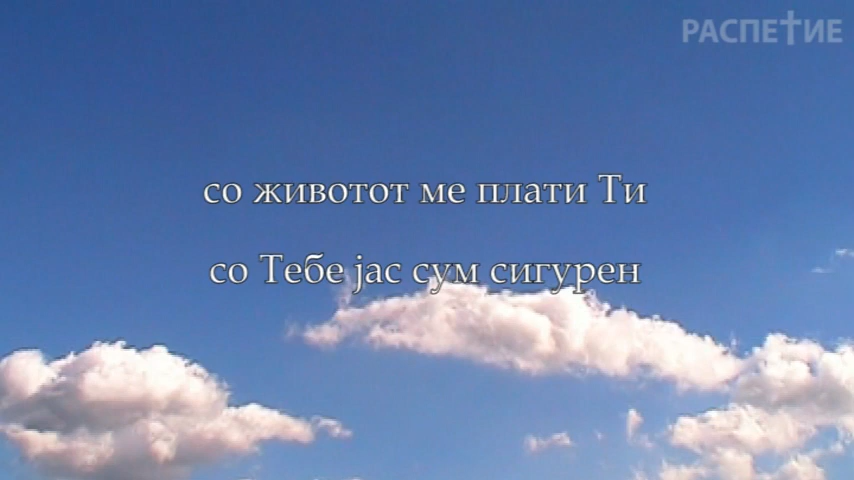 РАСПЕТИЕ
со животот ме плати Ти
со Тебе јас сум сигурен